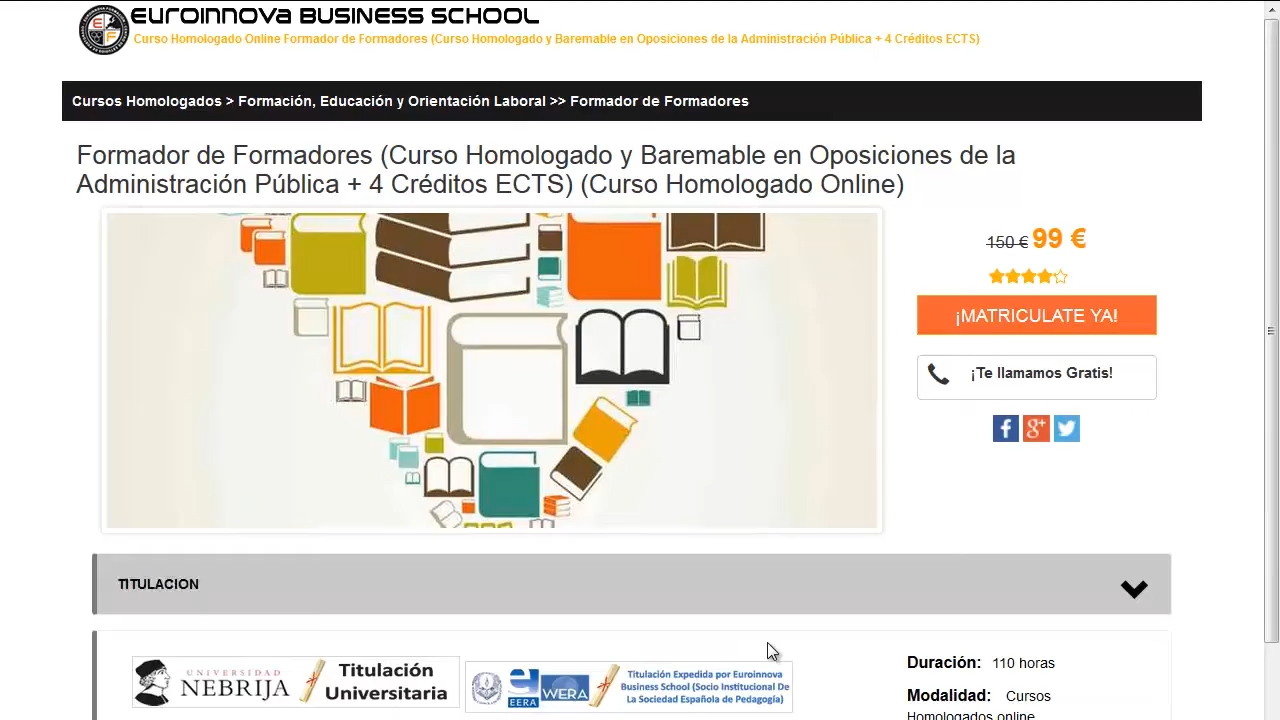 EUROINNOVA BUSINESS SCHOOL
Curso Homologado Online Formador de Formadores (Curso Homologado y Baremable en Oposiciones de la Administración Pública + 4 Créditos ECTS)
Cursos Homologados > Formación, Educación y Orientación Laboral >> Formador de Formadores
Formador de Formadores (Curso Homologado y Baremable en Oposiciones de la
Administración Pública + 4 Créditos ECTS) (Curso Homologado Online)
150 € 99 €
¡MATRICULATE YA!
¡Te llamamos Gratis!
TITULACION
UNIVERSIDAD
NEBRIJA
Titulación
Universitaria
EERA
WERA
Titulación Expedida por Euroinnova
Business School (Socio Institucional De
La Sociedad Española de Pedagogía)
Duración: 110 horas
Modalidad: Cursos
Homologados online